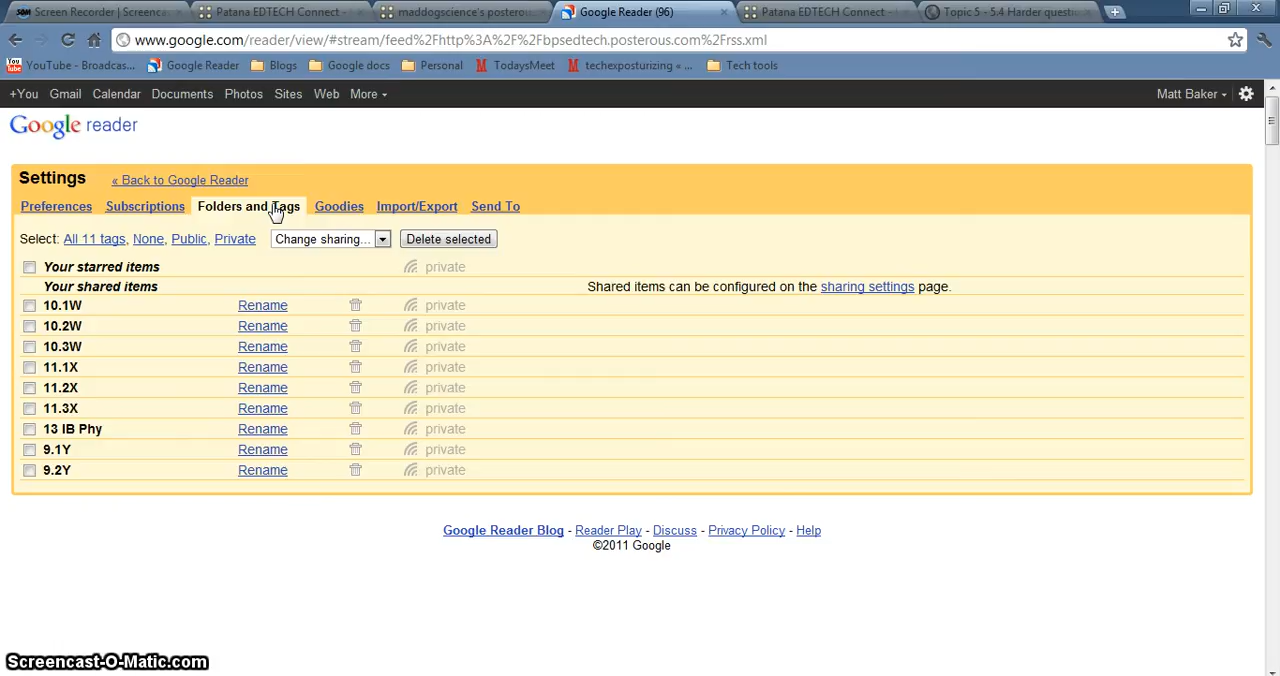 Screen Recorder | Screenca
Patana EDTECH Connect -
maddogscience's posterou
Google Reader (96)
Patana EDTECH Connect -
Topic 5 - 5.4 Harder questi
www.google.com/reader/view/#stream/feed%2Fhttp%3A%2F%2Fbpsedtech.posterous.com%2Frss.xml
YouTube - Broadcas... Google Reader Blogs Google docs Personal TodaysMeet techexposturizing «... Tech tools
+You Gmail Calendar Documents Photos Sites Web More Matt Baker
Google reader
Settings « Back to Google Reader
Preferences Subscriptions Folders and Tags Goodies Import/Export Send To
Select: All 11 tags, None, Public, Private Change sharing... Delete selected
Your starred items private
Your shared items Shared items can be configured on the sharing settings page.
10.1W Rename private
10.2W Rename private
10.3W Rename private
11.1X Rename private
11.2X Rename private
11.3X Rename private
13 IB Phy Rename private
9.1Y Rename private
9.2Y Rename private
Google Reader Blog - Reader Play - Discuss - Privacy Policy - Help
©2011 Google
Screencast-O-Matic.com